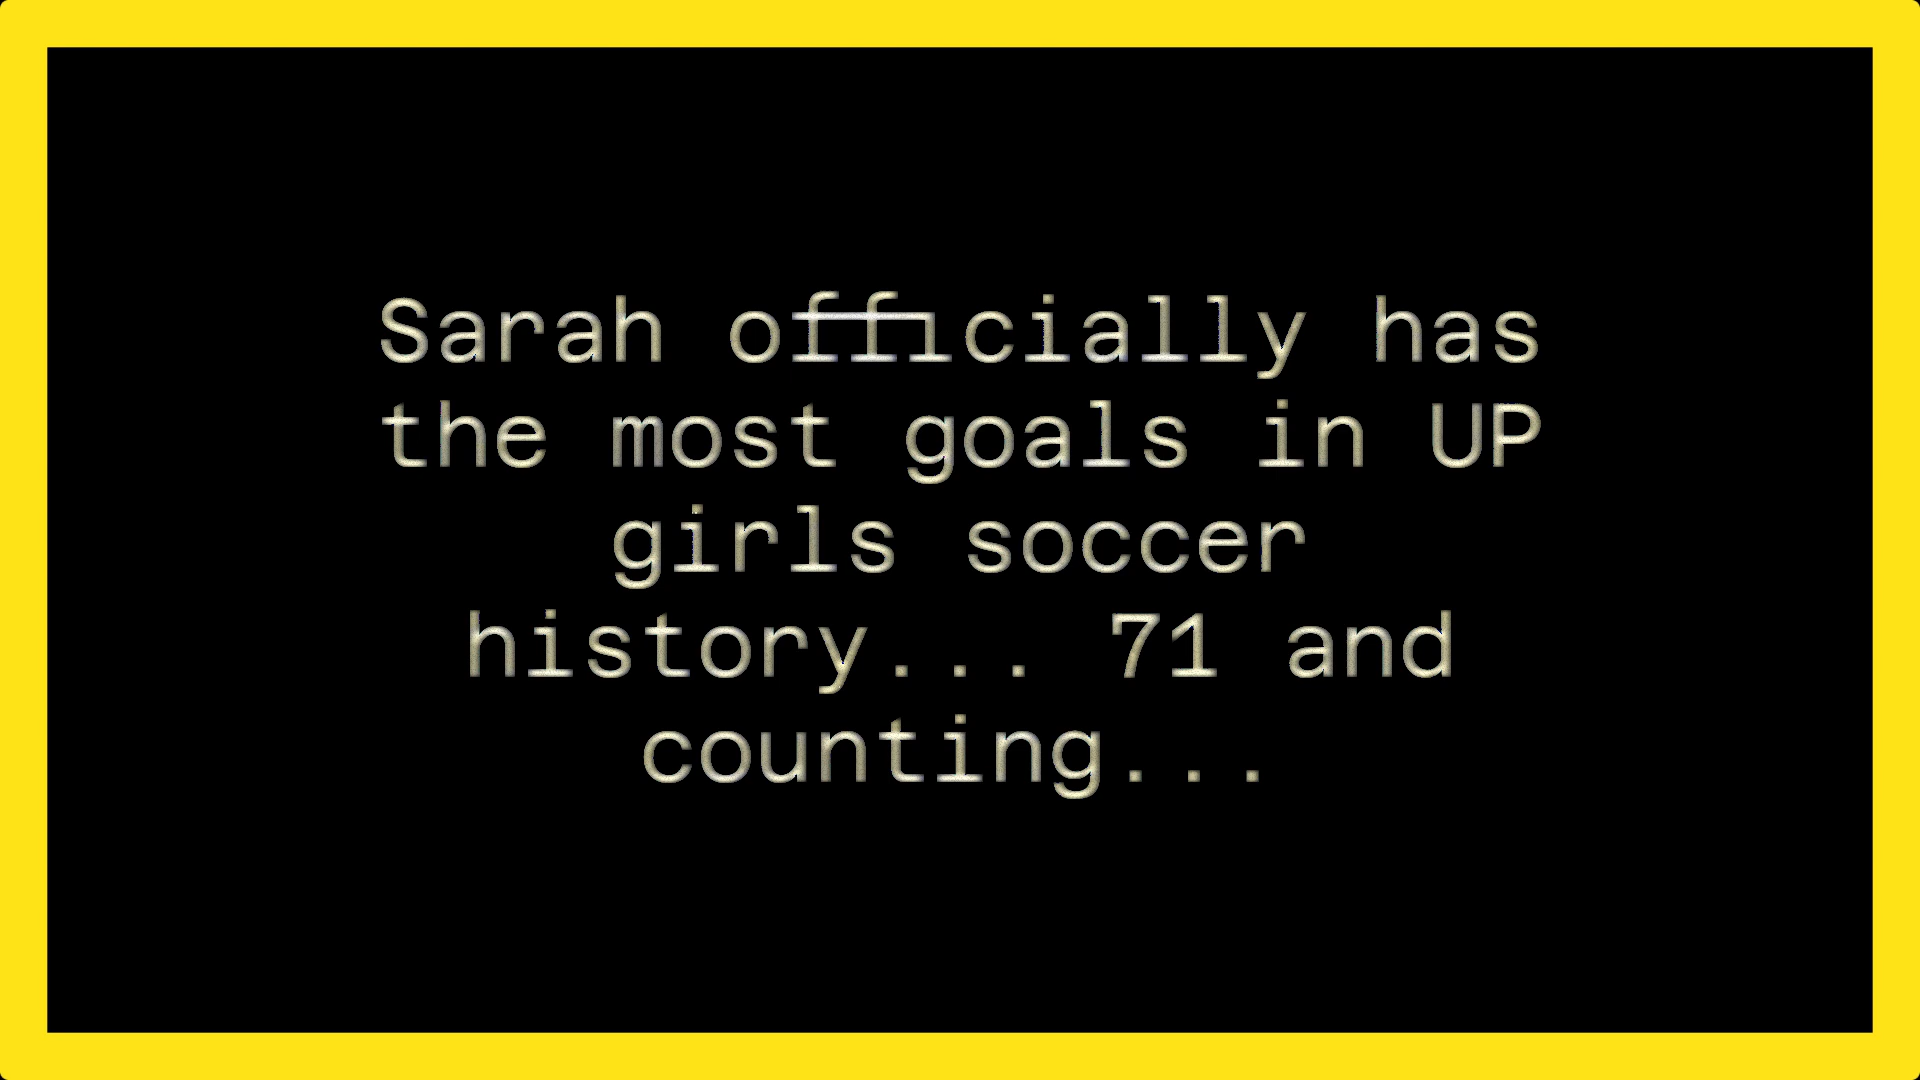 Sarah officially has
the most goals in UP
girls soccer
history... 71 and
counting...